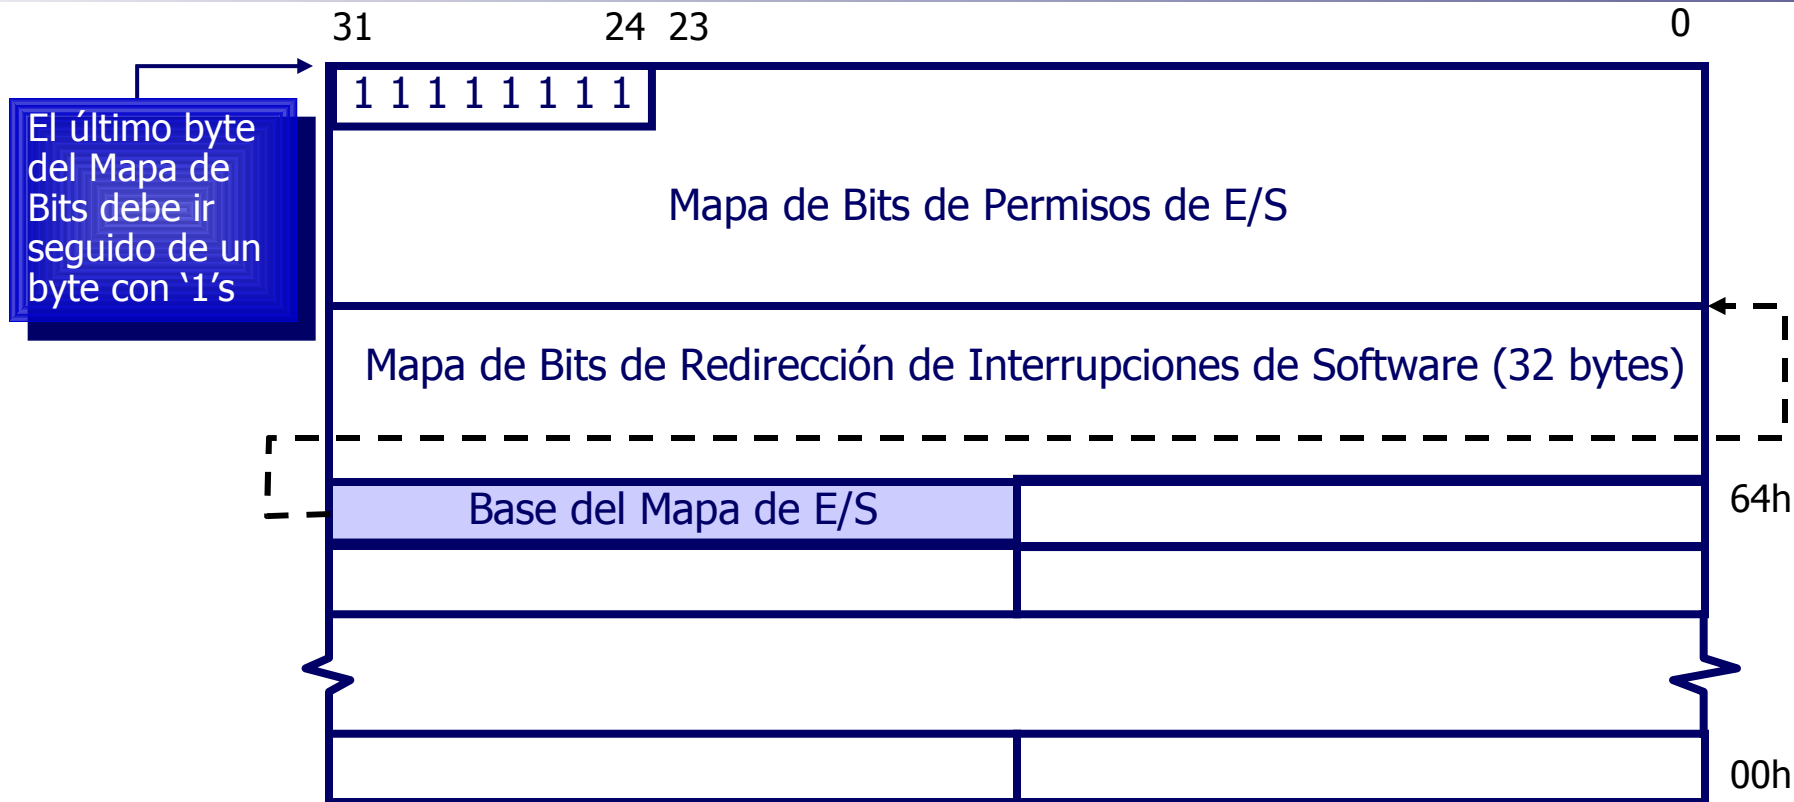 31
24 23
0
1 1 1 1 1 1 1 1
El último byte
del Mapa de
Bits debe ir
seguido de un
byte con ‘1’s
Mapa de Bits de Permisos de E/S
Mapa de Bits de Redirección de Interrupciones de Software (32 bytes)
Base del Mapa de E/S
64h
00h